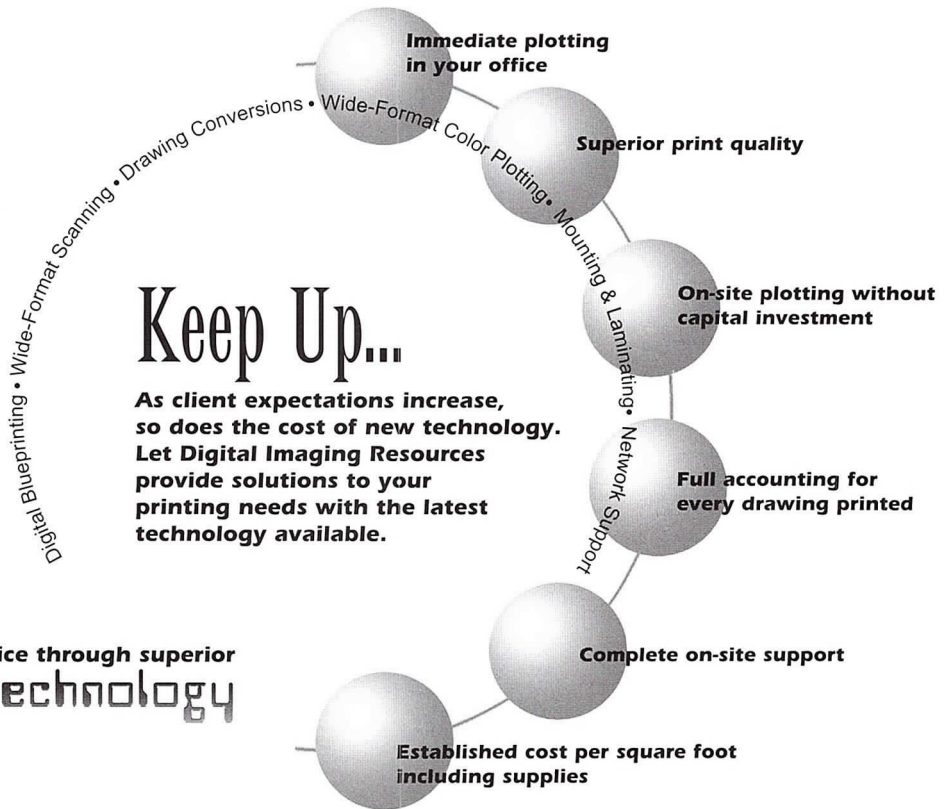 Immediate plotting
in your office
Digital Blueprinting • Wide-Format Scanning • Drawing Conversions • Wide-Format Color Plotting • Mounting & Laminating • Network Support
Superior print quality
On-site plotting without
capital investment
Keep Up...
As client expectations increase,
so does the cost of new technology.
Let Digital Imaging Resources
provide solutions to your
printing needs with the latest
technology available.
Full accounting for
every drawing printed
through superior
Complete on-site support
Established cost per square foot
including supplies